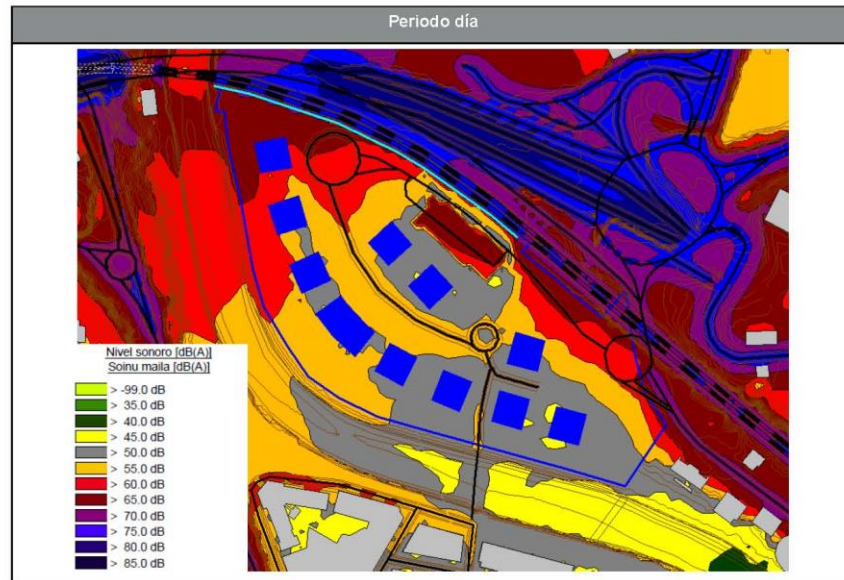 Periodo día
Nivel sonoro [dB(A)]
Soinu maila [dB(A)]
> -99.0 dB
> 35.0 dB
> 40.0 dB
> 45.0 dB
> 50.0 dB
> 55.0 dB
> 60.0 dB
> 65.0 dB
> 70.0 dB
> 75.0 dB
> 80.0 dB
> 85.0 dB